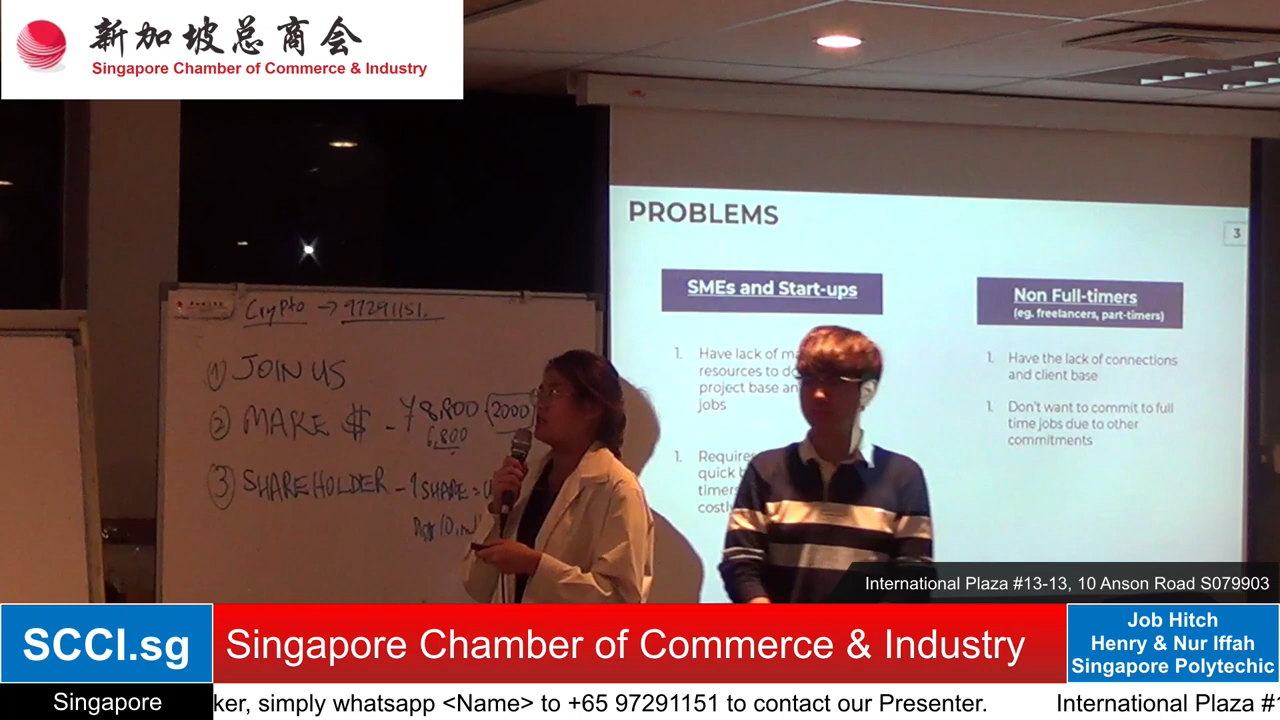 新加坡总商会
Singapore Chamber of Commerce & Industry
PROBLEMS
3
SMEs and Start-ups
1. Have lack of
resources to do
project base an
jobs
1. Requires
quick
timers
costly
Non Full-timers
(eg. freelancers, part-timers)
1. Have the lack of connections
and client base
1. Don't want to commit to full
time jobs due to other
commitments
Crypto → 97291151.
① JOIN US
② MAKE $ - 78,800 (2000)
6,800
③ SHAREHOLDER - 1 SHARE =
International Plaza #13-13, 10 Anson Road S079903
SCCI.sg
Singapore Chamber of Commerce & Industry
Job Hitch
Henry & Nur Iffah
Singapore Polytechic
Singapore
ker, simply whatsapp <Name> to +65 97291151 to contact our Presenter.
International Plaza #